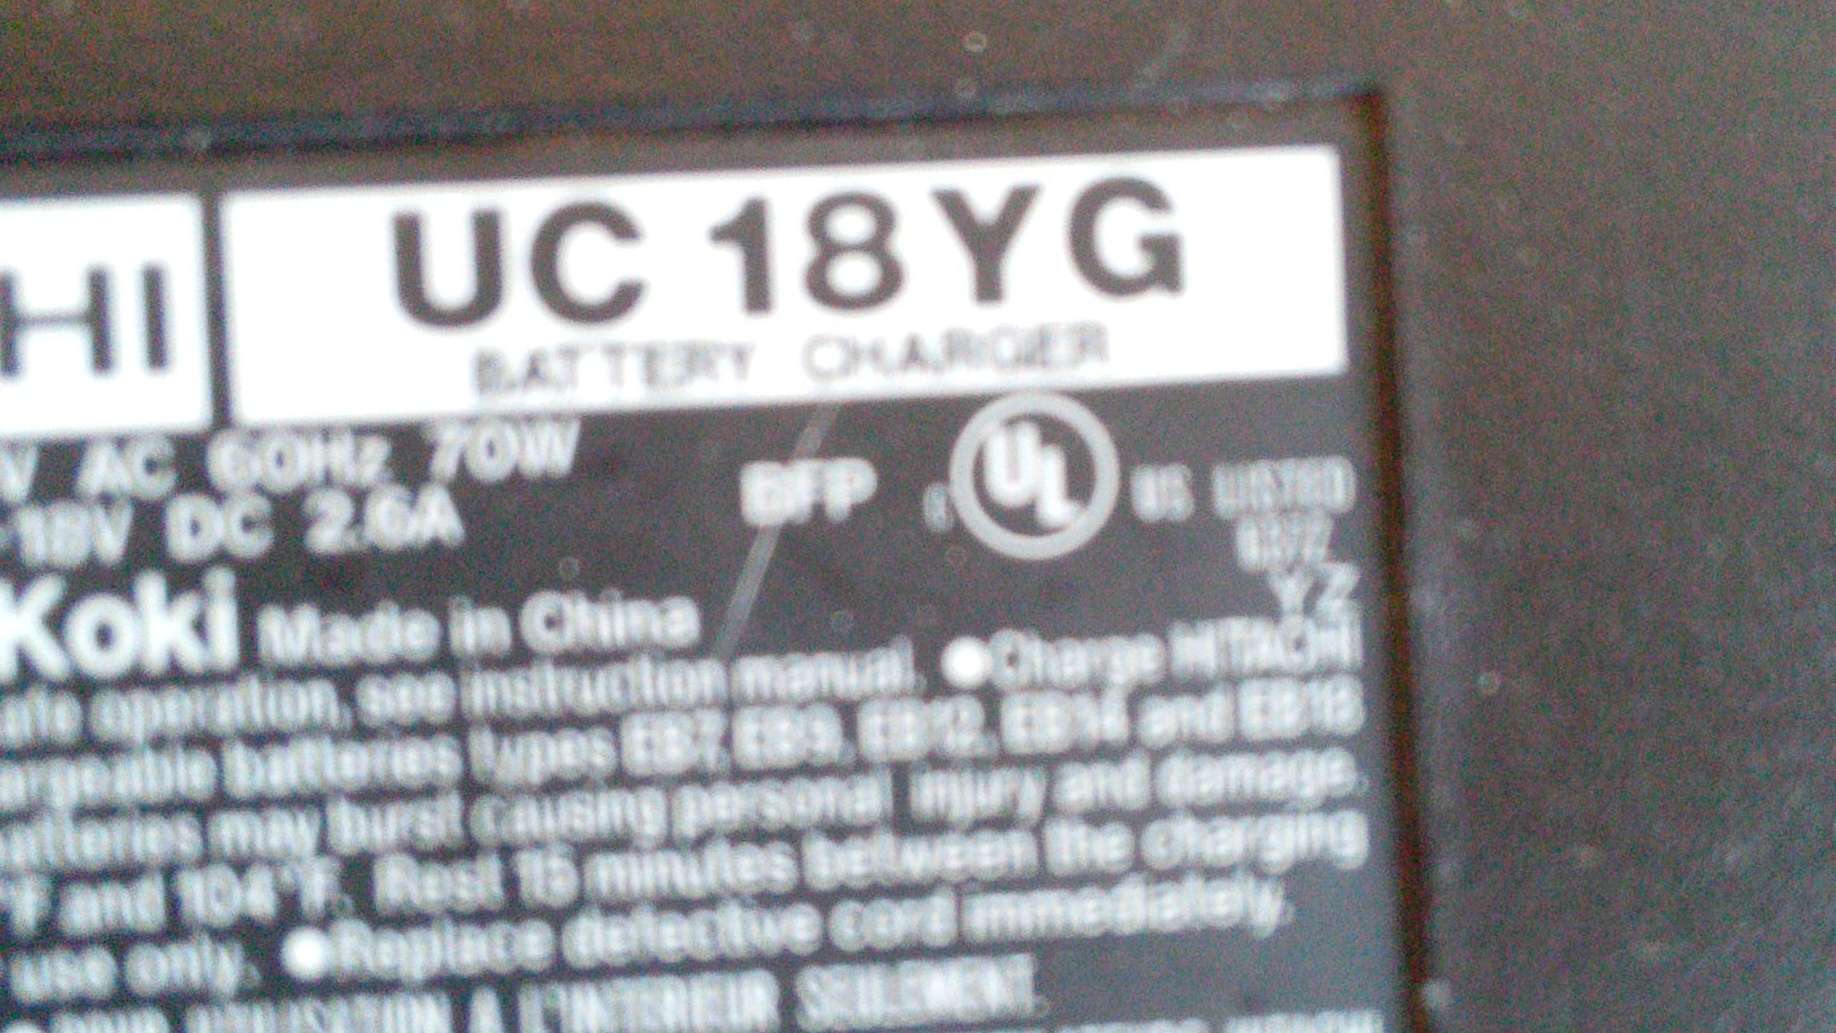 HI
UC 18YG
BATTERY CHARGER
V AC 60Hz 70W
18V DC 2.6A
BFP C UL US LISTED
YZ
Koki Made in China
operation, see instruction manual. ●Charge HITACHI
batteries types EB7, EB9, EB12, EB14 and EB18
batteries may burst causing personal injury and damage.
F and 104°F. Rest 15 minutes between the charging
use only. ●Replace defective cord immediately.
UTILISATION A L'INTERIEUR SEULEMENT.